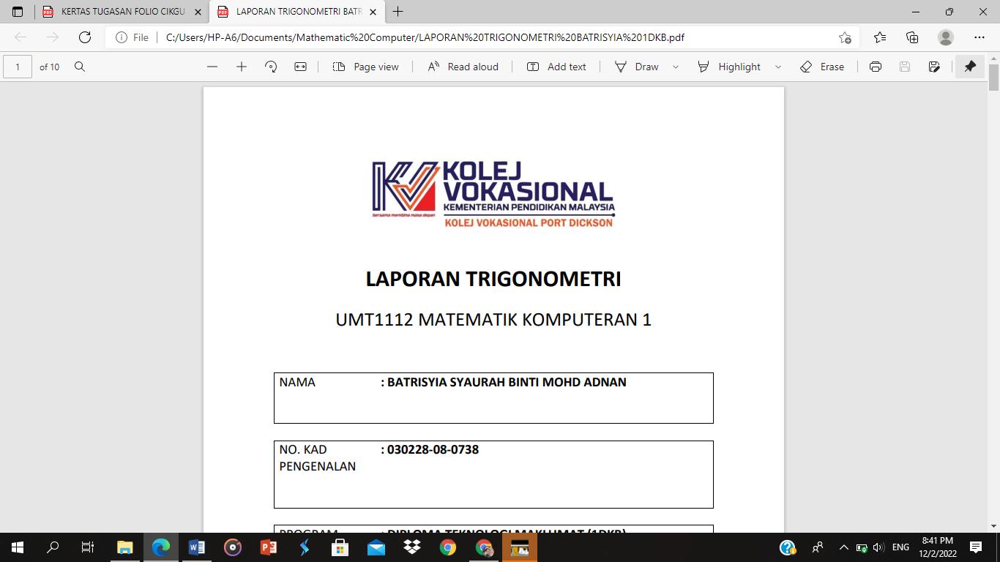 KERTAS TUGASAN FOLIO CIKGU
LAPORAN TRIGONOMETRI BATR
File
C:/Users/HP-A6/Documents/Mathematic%20Computer/LAPORAN%20TRIGONOMETRI%20BATRISYIA%201DKB.pdf
1 of 10
Page view
Read aloud
Add text
Draw
Highlight
Erase
KOLEJ
VOKASIONAL
KEMENTERIAN PENDIDIKAN MALAYSIA
bersama membina masa depan
KOLEJ VOKASIONAL PORT DICKSON
LAPORAN TRIGONOMETRI
UMT1112 MATEMATIK KOMPUTERAN 1
NAMA : BATRISYIA SYAURAH BINTI MOHD ADNAN
NO. KAD : 030228-08-0738
PENGENALAN
PROGRAM : DIPLOMA TEKNOLOGI MAKLUMAT (1DKB)
ENG
8:41 PM
12/2/2022